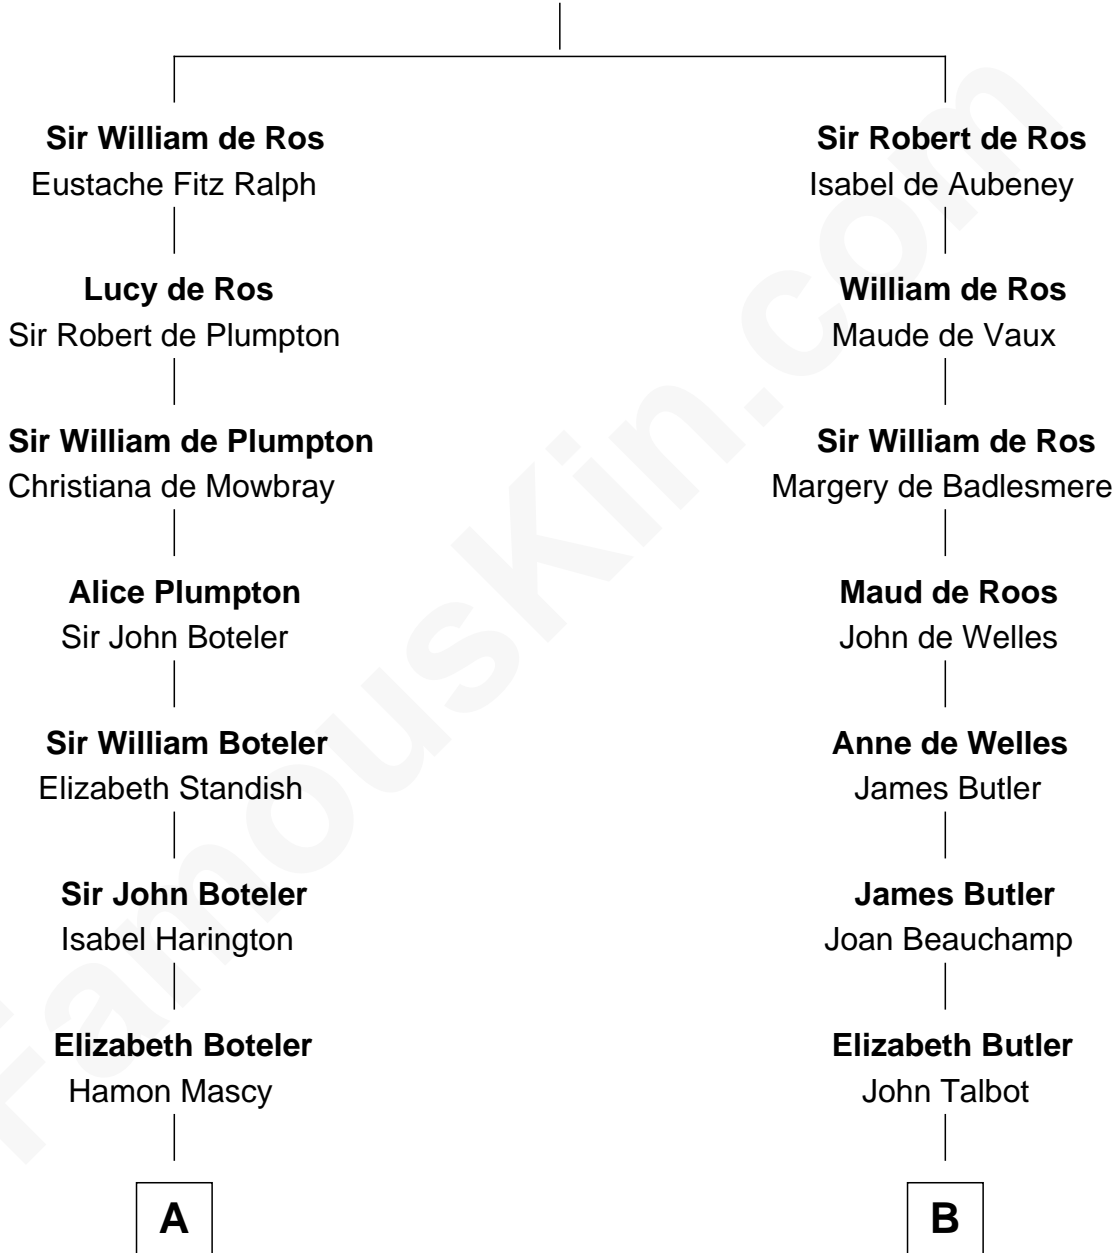 Sir William de Ros
Eustache Fitz Ralph
Lucy de Ros
Sir Robert de Plumpton
Sir William de Plumpton
Christiana de Mowbray
Alice Plumpton
Sir John Boteler
Sir William Boteler
Elizabeth Standish
Sir John Boteler
Isabel Harington
Elizabeth Boteler
Hamon Mascy
A
Sir Robert de Ros
Isabel de Aubeney
William de Ros
Maude de Vaux
Sir William de Ros
Margery de Badlesmere
Maud de Roos
John de Welles
Anne de Welles
James Butler
James Butler
Joan Beauchamp
Elizabeth Butler
John Talbot
B
FamousKin.com